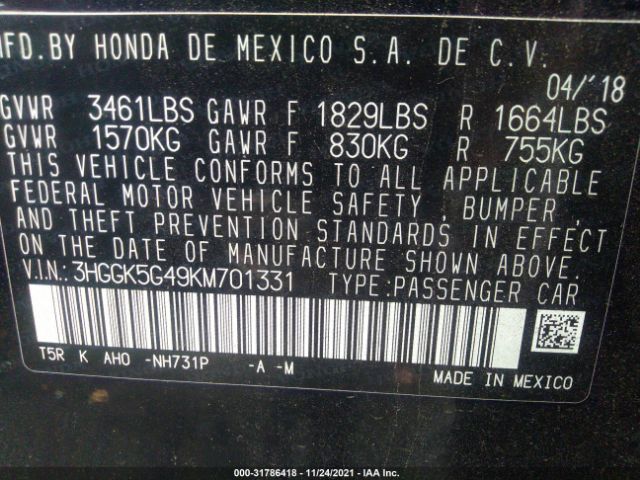 MFD. BY HONDA DE MEXICO S.A. DE C.V.
04/'18
GVWR 3461LBS GAWR F 1829LBS R 1664LBS
GVWR 1570KG GAWR F 830KG R 755KG
THIS VEHICLE CONFORMS TO ALL APPLICABLE
FEDERAL MOTOR VEHICLE SAFETY , BUMPER ,
AND THEFT PREVENTION STANDARDS IN EFFECT
ON THE DATE OF MANUFACTURE SHOWN ABOVE.
V.I.N.: 3HGGK5G49KM701331 TYPE:PASSENGER CAR
T5R K AHO -NH731P -A -M
MADE IN MEXICO
000-31786418 - 11/24/2021 - IAA Inc.